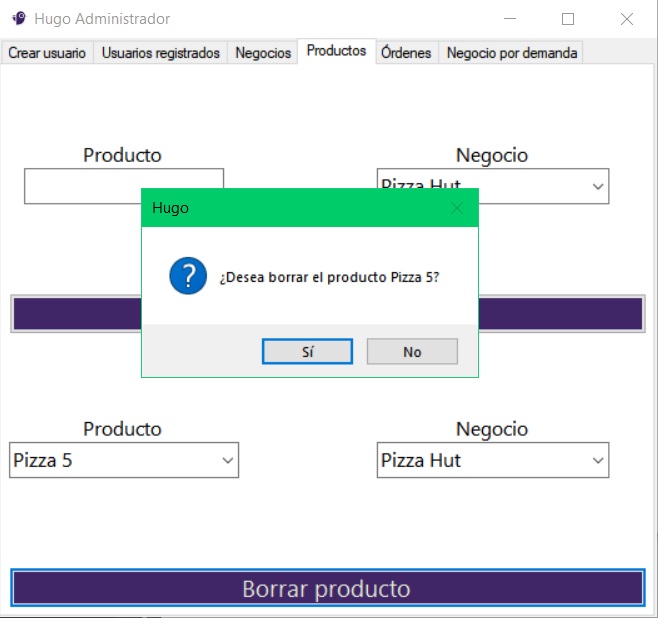 Hugo Administrador
Crear usuario Usuarios registrados Negocios Productos Órdenes Negocio por demanda
Producto Negocio
Pizza Hut
Hugo
¿Desea borrar el producto Pizza 5?
Sí No
Producto Negocio
Pizza 5 Pizza Hut
Borrar producto